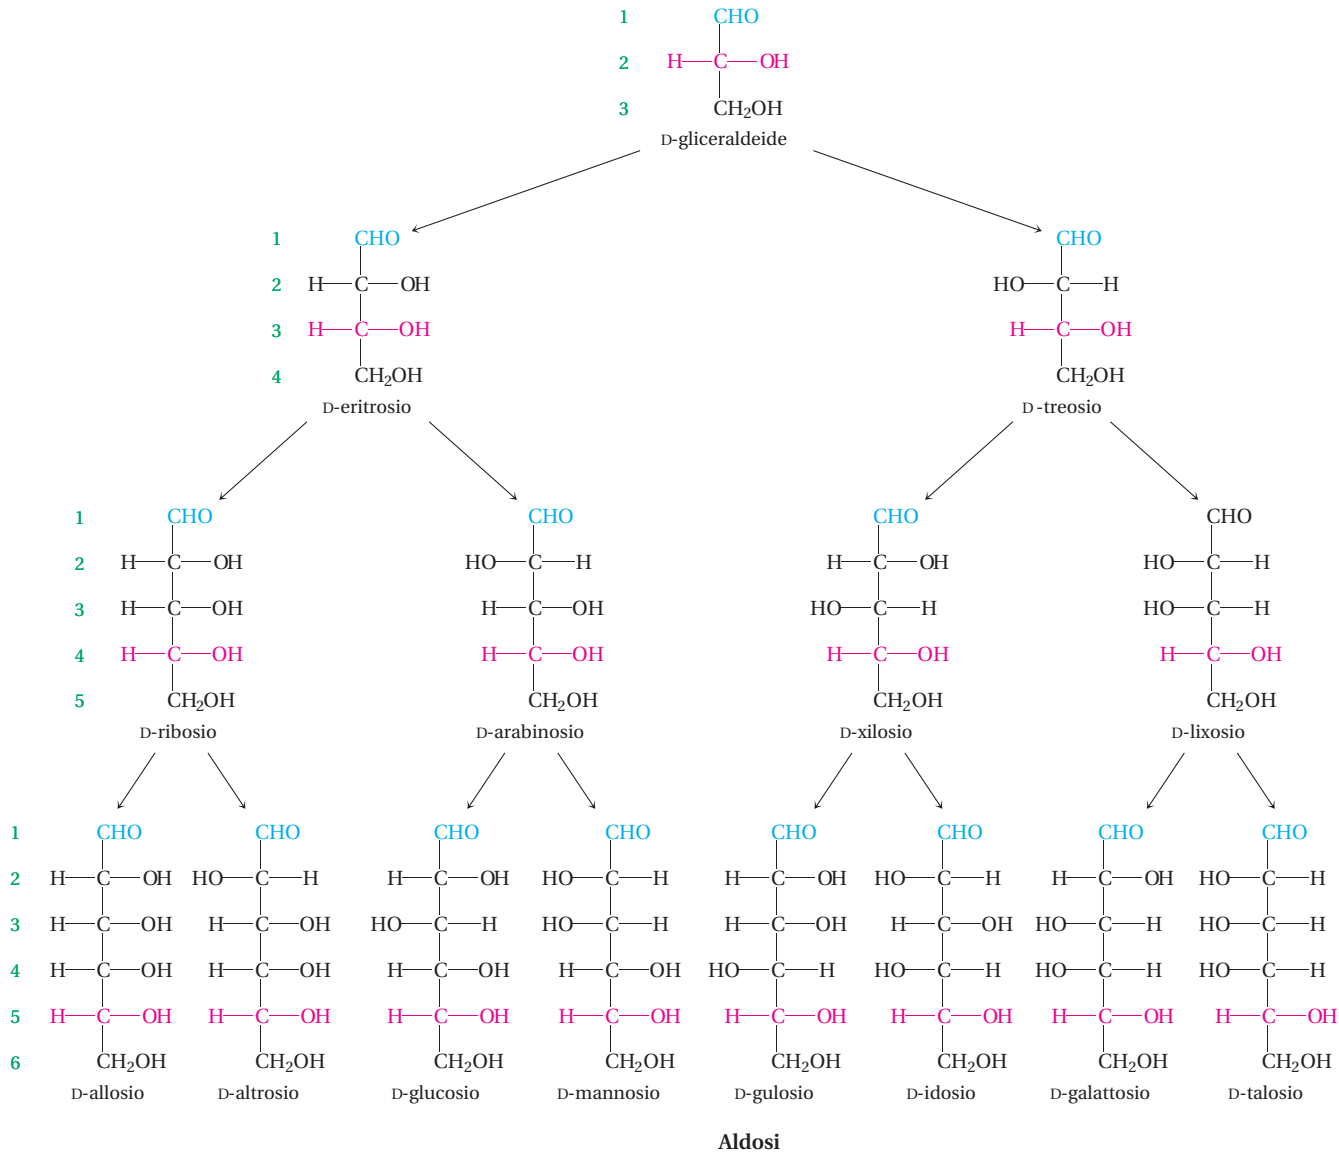 1 CHO
2 H C OH
3 CH₂OH
D-gliceraldeide
1 CHO CHO
2 H C OH HO C H
3 H C OH H C OH
4 CH₂OH CH₂OH
D-eritrosio D-treosio
1 CHO CHO CHO CHO
2 H C OH HO C H H C OH HO C H
3 H C OH H C OH HO C H HO C H
4 H C OH H C OH H C OH H C OH
5 CH₂OH CH₂OH CH₂OH CH₂OH
D-ribosio D-arabinosio D-xilosio D-lixosio
1 CHO CHO CHO CHO CHO CHO CHO CHO
2 H C OH HO C H H C OH HO C H H C OH HO C H H C OH HO C H
3 H C OH H C OH HO C H HO C H H C OH H C OH HO C H HO C H
4 H C OH H C OH H C OH H C OH HO C H HO C H HO C H HO C H
5 H C OH H C OH H C OH H C OH H C OH H C OH H C OH H C OH
6 CH₂OH CH₂OH CH₂OH CH₂OH CH₂OH CH₂OH CH₂OH CH₂OH
D-allosio D-altrosio D-glucosio D-mannosio D-gulosio D-idosio D-galattosio D-talosio
Aldosi